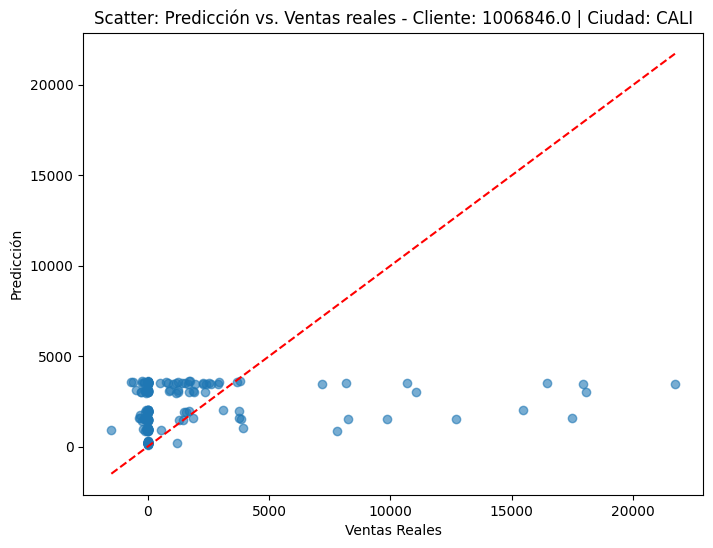 Scatter: Predicción vs. Ventas reales - Cliente: 1006846.0 | Ciudad: CALI
Predicción
20000
15000
10000
5000
0
0 5000 10000 15000 20000
Ventas Reales